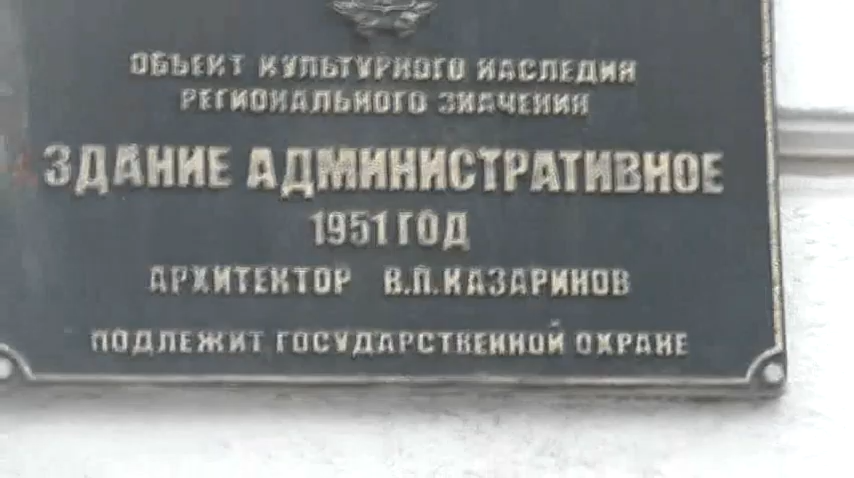 ОБЪЕКТ КУЛЬТУРНОГО НАСЛЕДИЯ
РЕГИОНАЛЬНОГО ЗНАЧЕНИЯ
ЗДАНИЕ АДМИНИСТРАТИВНОЕ
1951 ГОД
АРХИТЕКТОР В.П.КАЗАРИНОВ
ПОДЛЕЖИТ ГОСУДАРСТВЕННОЙ ОХРАНЕ